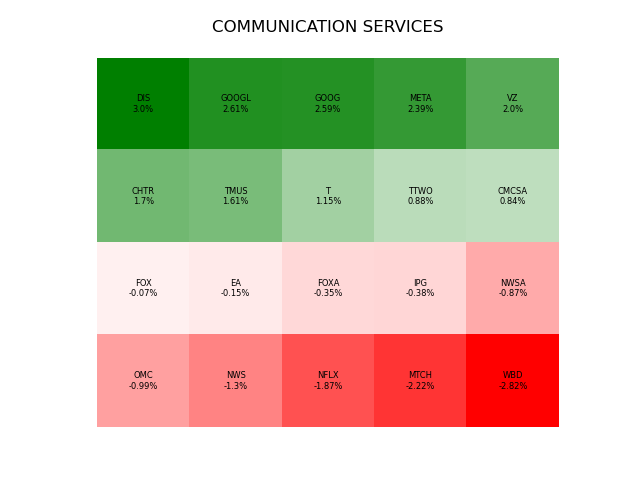 COMMUNICATION SERVICES
DIS
3.0%
GOOGL
2.61%
GOOG
2.59%
META
2.39%
VZ
2.0%
CHTR
1.7%
TMUS
1.61%
T
1.15%
TTWO
0.88%
CMCSA
0.84%
FOX
-0.07%
EA
-0.15%
FOXA
-0.35%
IPG
-0.38%
NWSA
-0.87%
OMC
-0.99%
NWS
-1.3%
NFLX
-1.87%
MTCH
-2.22%
WBD
-2.82%